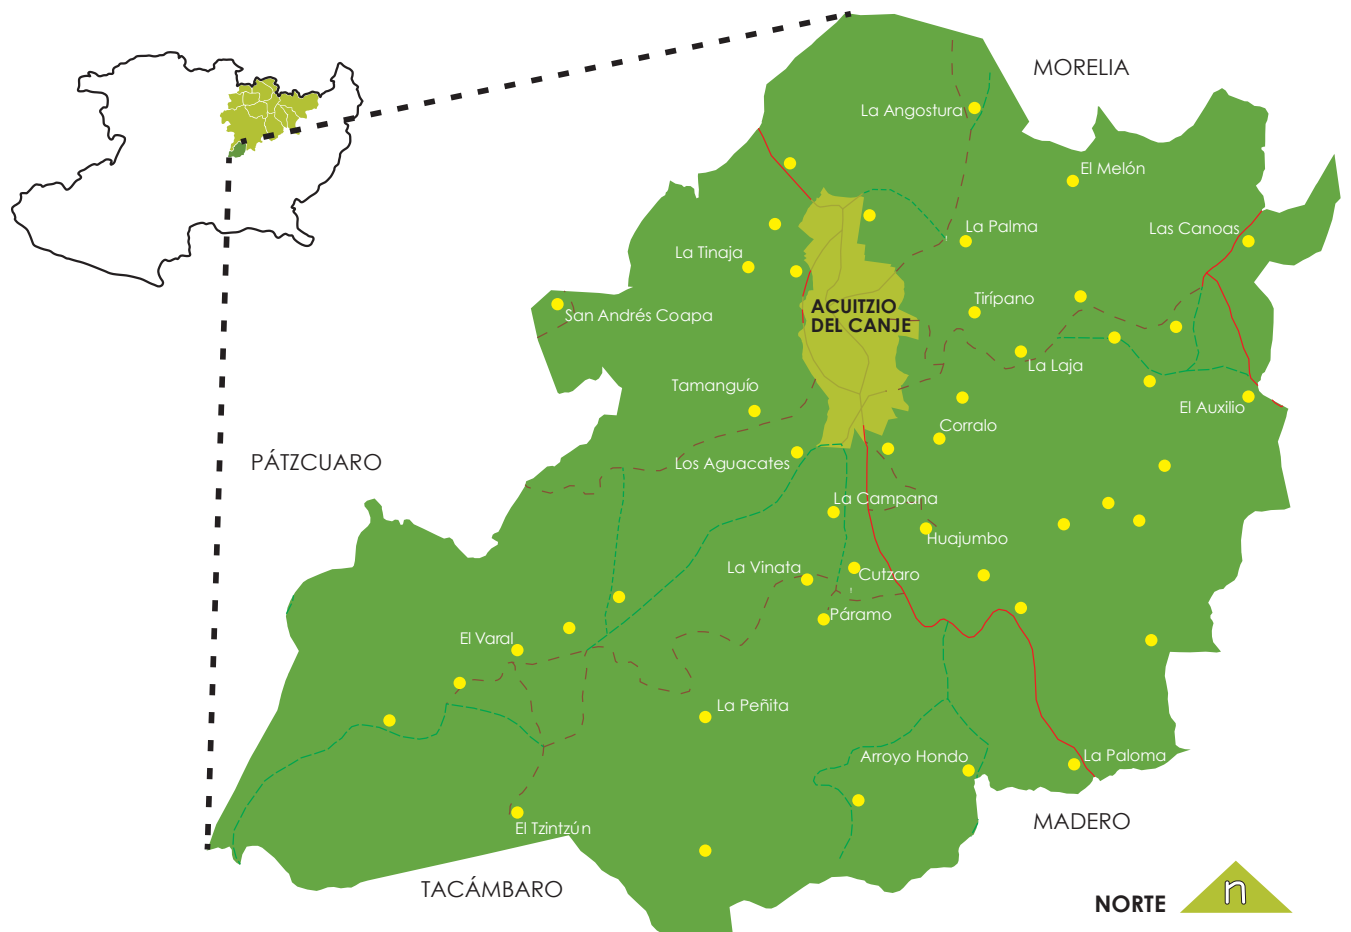 MORELIA
La Angostura
El Melón
La Palma
Las Canoas
La Tinaja
San Andrés Coapa
ACUITZIO
DEL CANJE
Tirípano
La Laja
Tamanguío
El Auxilio
Corralo
PÁTZCUARO
Los Aguacates
La Campana
Huajumbo
La Vinata
Cutzaro
Páramo
El Varal
La Peñita
Arroyo Hondo
La Paloma
El Tzintzún
MADERO
TACÁMBARO
NORTE
n